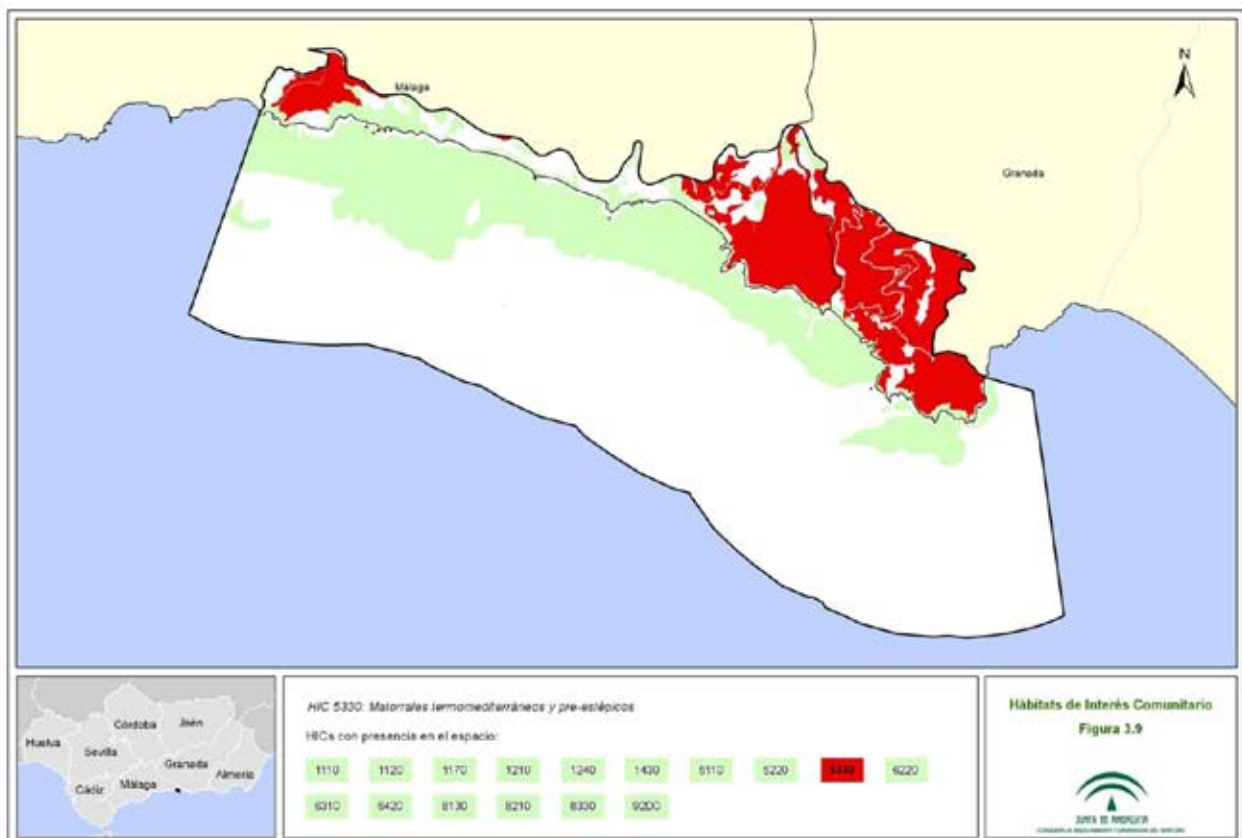 N
Málaga
Granada
Huelva
Sevilla
Córdoba
Jaén
Cádiz
Málaga
Granada
Almería
HIC 5330: Matorrales termomediterráneos y pre-estépicos
HICs con presencia en el espacio:
1110 1120 1170 1210 1240 1430 5110 5220 5330 6220
6310 6420 8130 8210 8330 92D0
Hábitats de Interés Comunitario
Figura 3.9
JUNTA DE ANDALUCIA